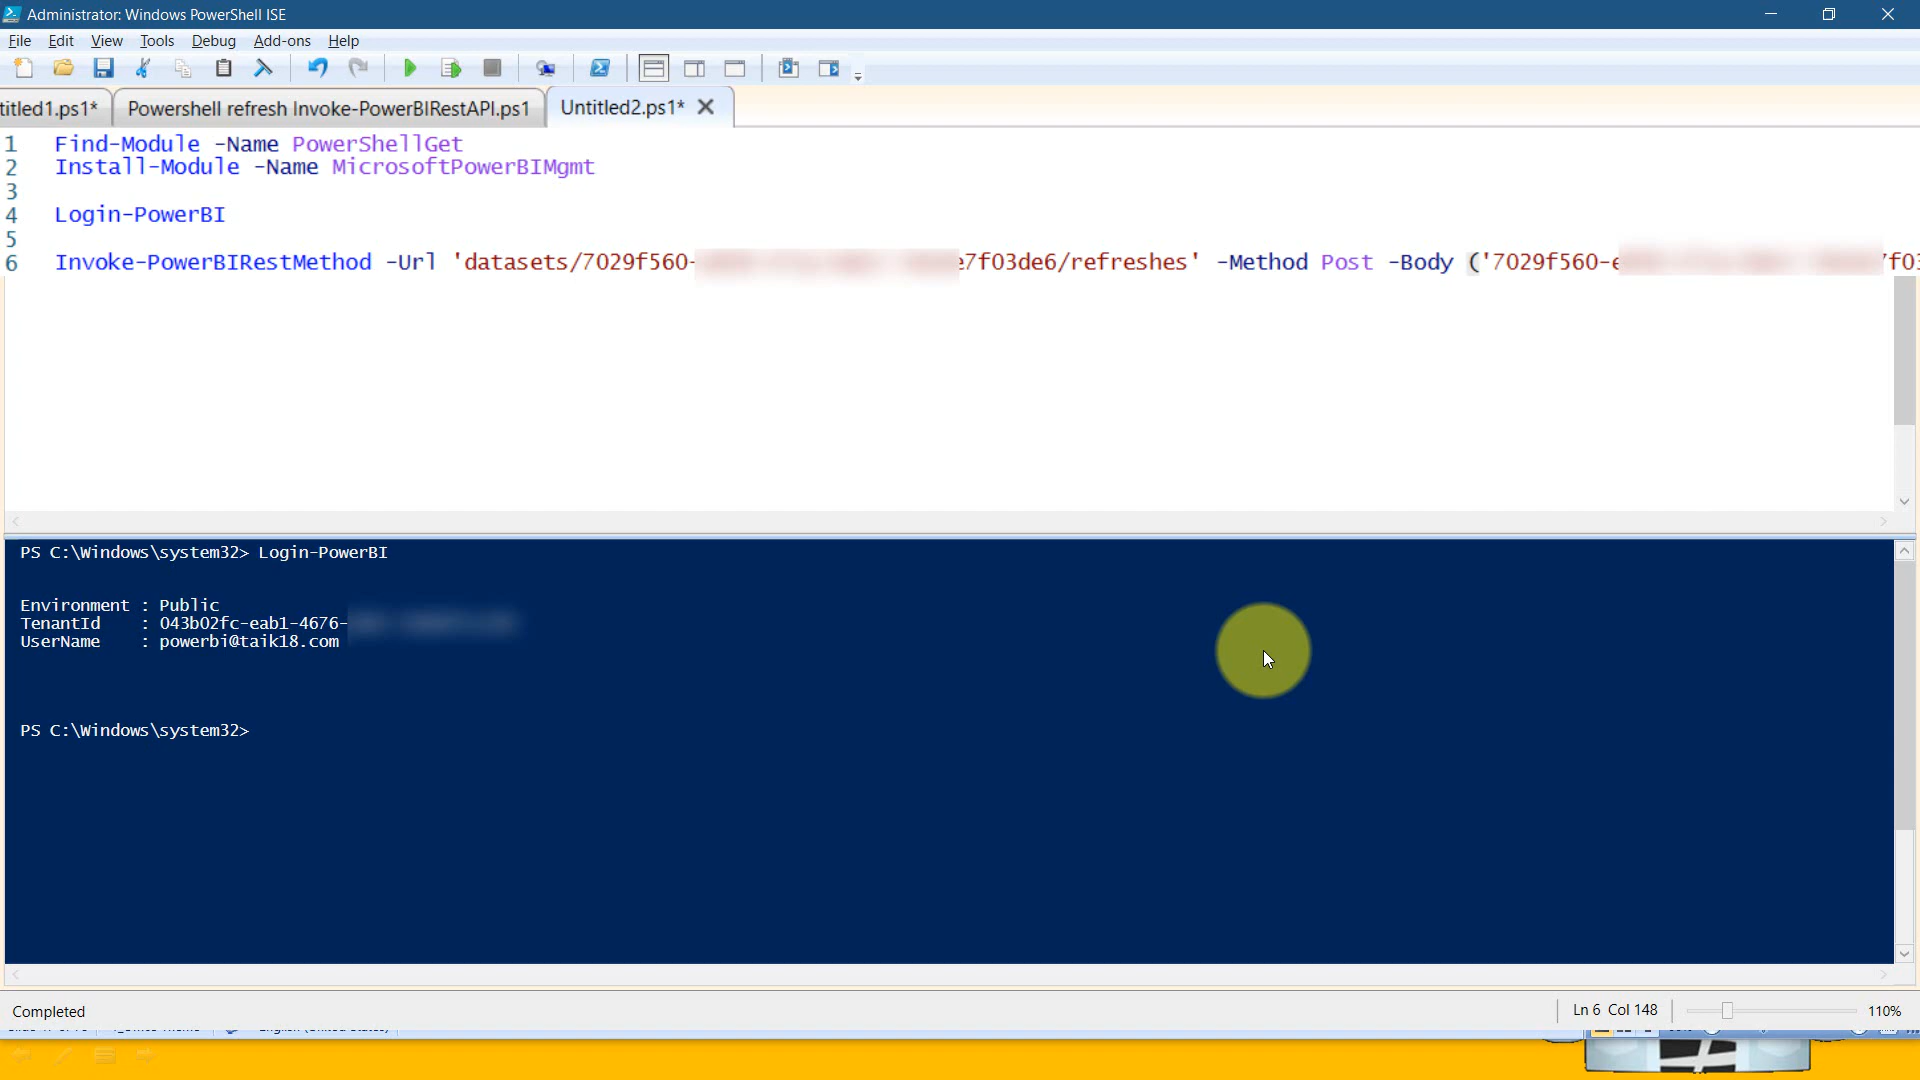 Administrator: Windows PowerShell ISE
File Edit View Tools Debug Add-ons Help
titled1.ps1* Powershell refresh Invoke-PowerBIRestAPI.ps1 Untitled2.ps1*
1 Find-Module -Name PowerShellGet
2 Install-Module -Name MicrosoftPowerBIMgmt
3
4 Login-PowerBI
5
6 Invoke-PowerBIRestMethod -Url 'datasets/7029f560- e7f03de6/refreshes' -Method Post -Body ('7029f560-e 7f03
PS C:\Windows\system32> Login-PowerBI
Environment : Public
TenantId : 043b02fc-eab1-4676-
UserName : powerbi@taik18.com
PS C:\Windows\system32>
Completed Ln 6 Col 148 110%